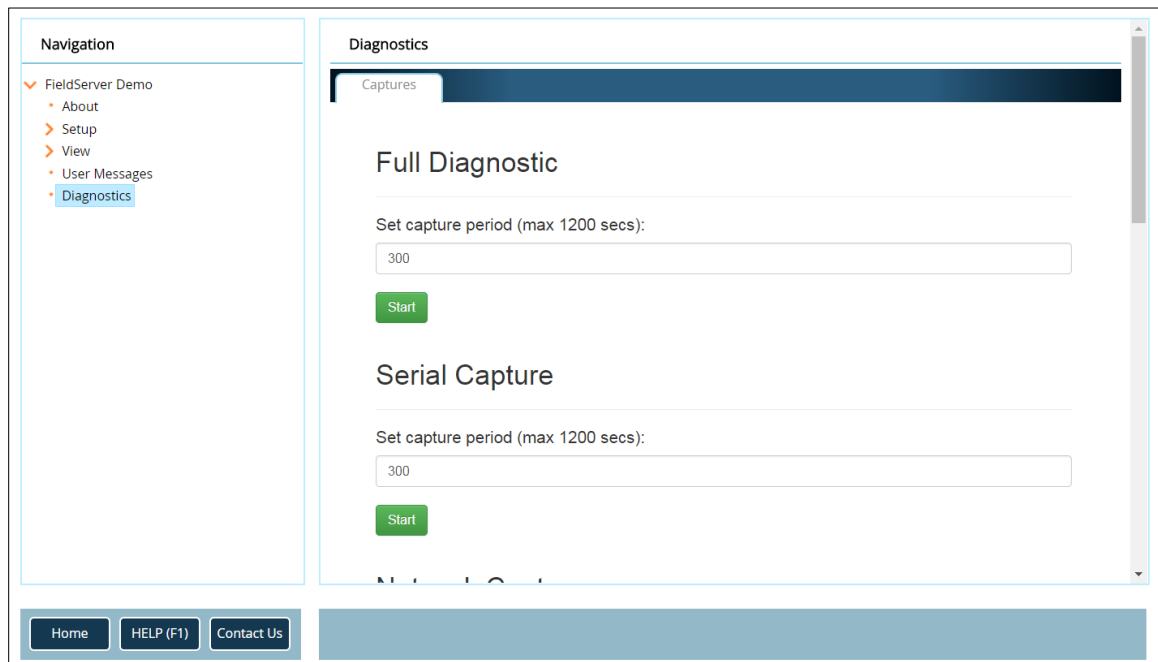 Navigation
FieldServer Demo
About
Setup
View
User Messages
Diagnostics
Diagnostics
Captures
Full Diagnostic
Set capture period (max 1200 secs):
300
Start
Serial Capture
Set capture period (max 1200 secs):
300
Start
Home
HELP (F1)
Contact Us